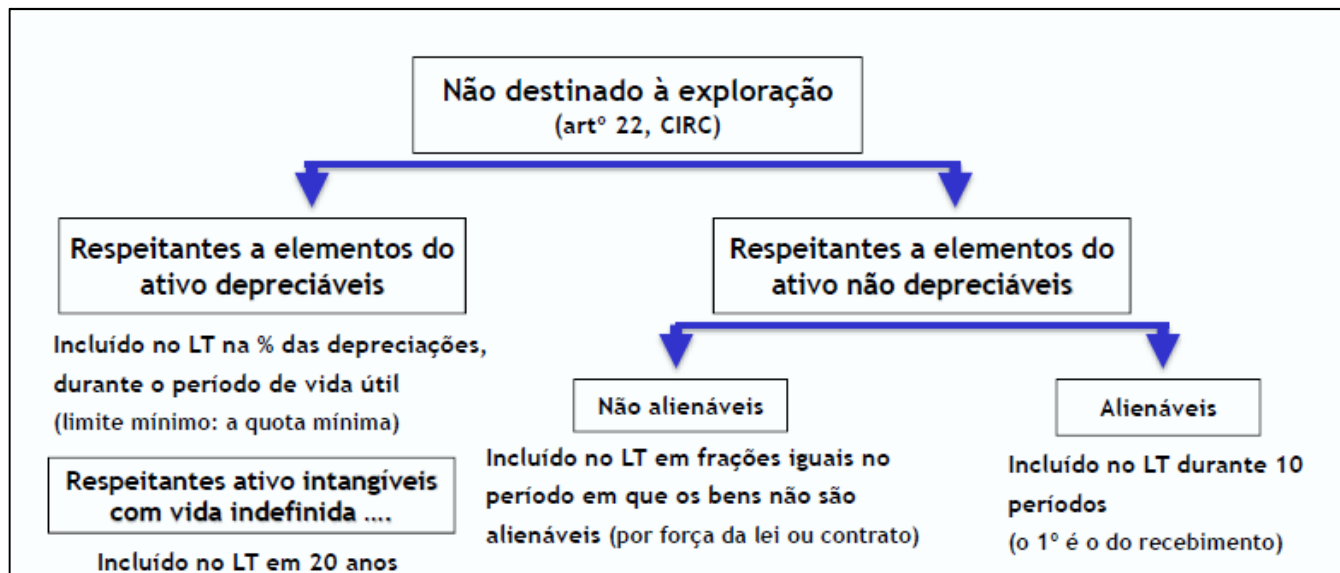 Não destinado à exploração
(artº 22, CIRC)
Respeitantes a elementos do
ativo depreciáveis
Incluído no LT na % das depreciações,
durante o período de vida útil
(limite mínimo: a quota mínima)
Respeitantes ativo intangíveis
com vida indefinida ....
Incluído no LT em 20 anos
Respeitantes a elementos do
ativo não depreciáveis
Não alienáveis
Incluído no LT em frações iguais no
período em que os bens não são
alienáveis (por força da lei ou contrato)
Alienáveis
Incluído no LT durante 10
períodos
(o 1º é o do recebimento)